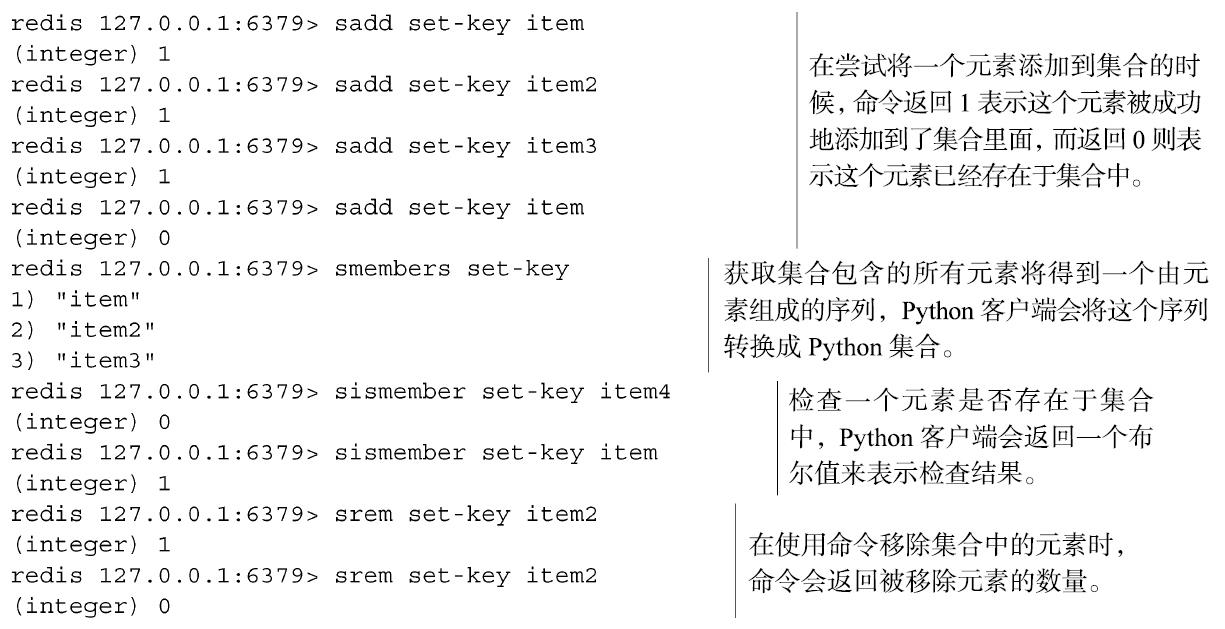 redis 127.0.0.1:6379> sadd set-key item
(integer) 1
redis 127.0.0.1:6379> sadd set-key item2
(integer) 1
redis 127.0.0.1:6379> sadd set-key item3
(integer) 1
redis 127.0.0.1:6379> sadd set-key item
(integer) 0
在尝试将一个元素添加到集合的时
候，命令返回 1 表示这个元素被成功
地添加到了集合里面，而返回 0 则表
示这个元素已经存在于集合中。
redis 127.0.0.1:6379> smembers set-key
1) "item"
2) "item2"
3) "item3"
获取集合包含的所有元素将得到一个由元
素组成的序列，Python 客户端会将这个序列
转换成 Python 集合。
redis 127.0.0.1:6379> sismember set-key item4
(integer) 0
redis 127.0.0.1:6379> sismember set-key item
(integer) 1
检查一个元素是否存在于集合
中，Python 客户端会返回一个布
尔值来表示检查结果。
redis 127.0.0.1:6379> srem set-key item2
(integer) 1
redis 127.0.0.1:6379> srem set-key item2
(integer) 0
在使用命令移除集合中的元素时，
命令会返回被移除元素的数量。